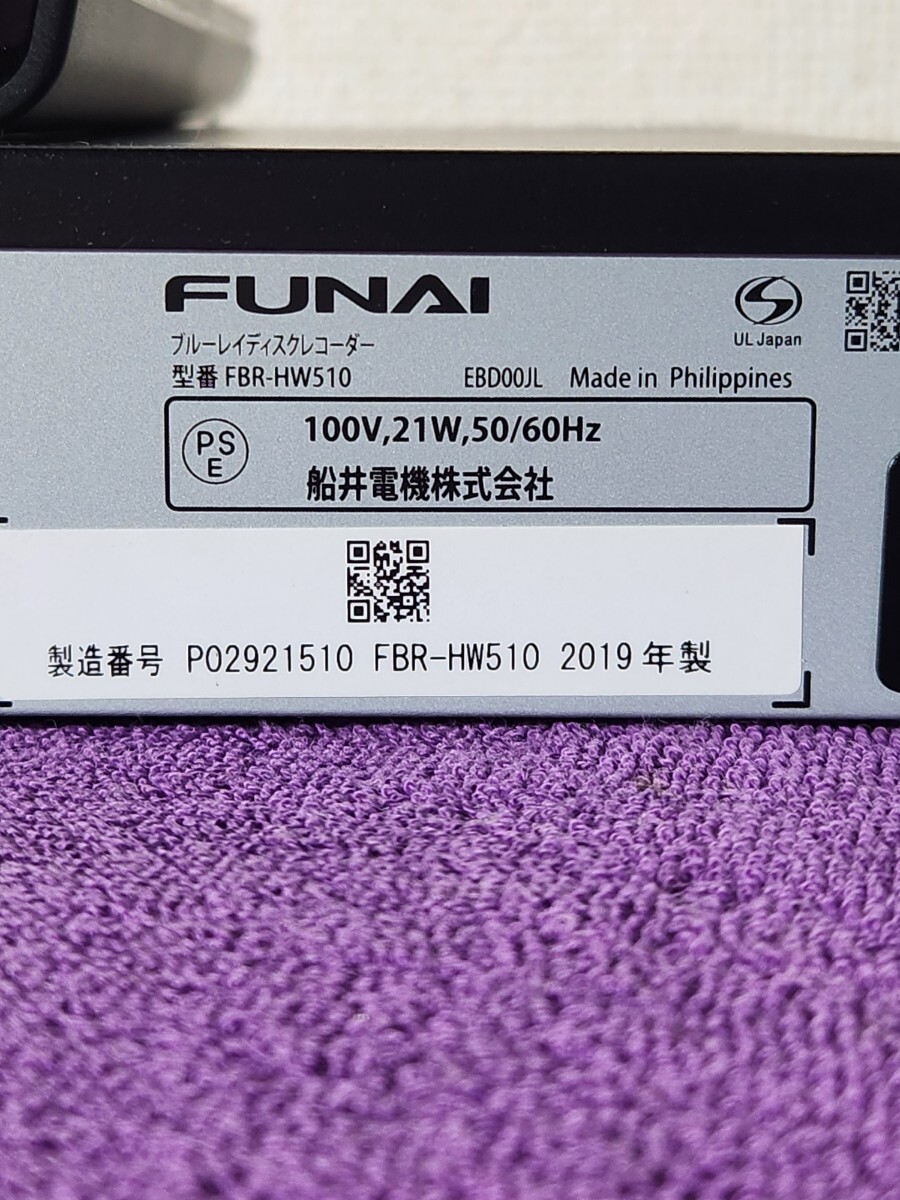 FUNAI
UL Japan
ブルーレイディスクレコーダー
型番 FBR-HW510 EBD00JL Made in Philippines
PS
E
100V,21W,50/60Hz
船井電機株式会社
製造番号 P02921510 FBR-HW510 2019年製